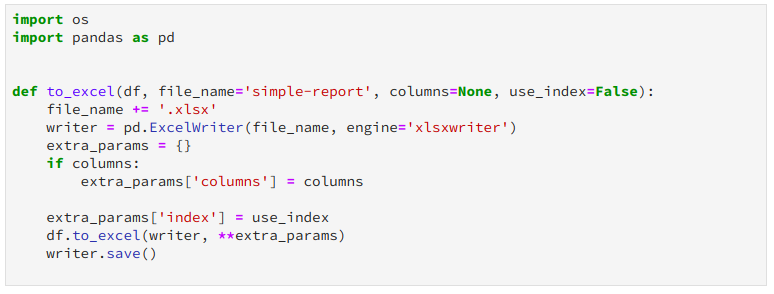 import os
import pandas as pd
def to_excel(df, file_name='simple-report', columns=None, use_index=False):
    file_name += '.xlsx'
    writer = pd.ExcelWriter(file_name, engine='xlsxwriter')
    extra_params = {}
    if columns:
        extra_params['columns'] = columns
    extra_params['index'] = use_index
    df.to_excel(writer, **extra_params)
    writer.save()